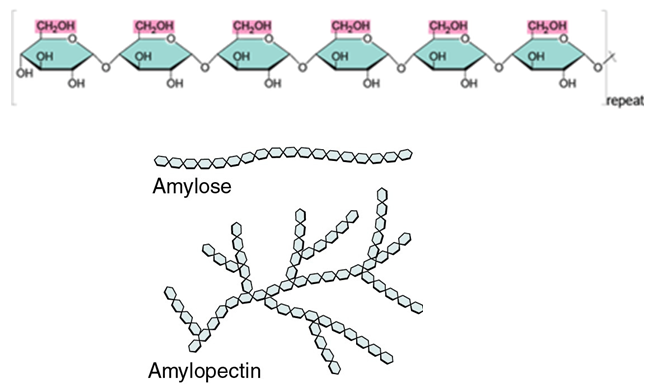 CH₂OH CH₂OH CH₂OH CH₂OH CH₂OH CH₂OH
O O O O O O
OH OH OH OH OH OH
OH O O O O O O
OH OH OH OH OH OH
repeat
Amylose
Amylopectin